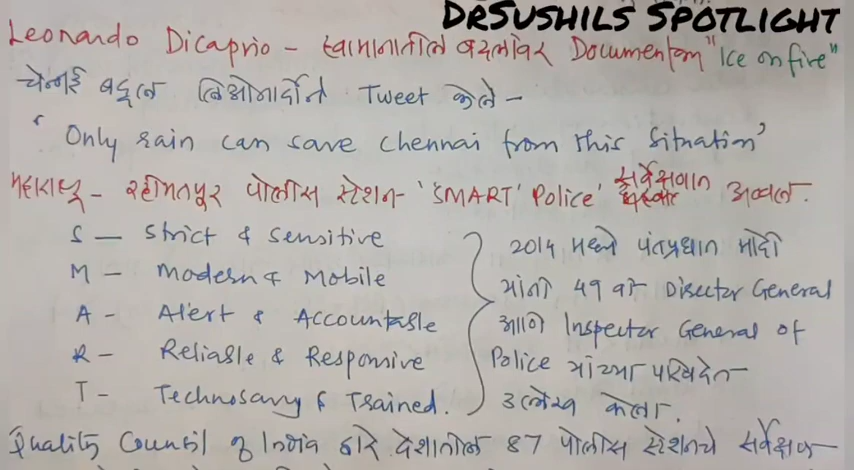 DRSUSHILS SPOTLIGHT
Leonardo Dicaprio - हवामानातील बदलांवर Documentary "Ice on fire"
चेन्नई बद्दल लिओनार्दोने Tweet केले -
'Only rain can save Chennai from this situation'
महाराष्ट्र - रहीमतपूर पोलीस स्टेशन - 'SMART' Police' सर्वेक्षणात अव्वल.
S - Strict & Sensitive
M - Modern & Mobile
A - Alert & Accountable
R - Reliable & Responsive
T - Technosavy & Trained.
2014 मध्ये पंतप्रधान मोदी
यांनी 49 व्या Director General
आणि Inspector General of
Police यांच्या परिषदेत
उल्लेख केला.
Quality Council of India द्वारे देशातील 87 पोलीस स्टेशनचे सर्वेक्षण -